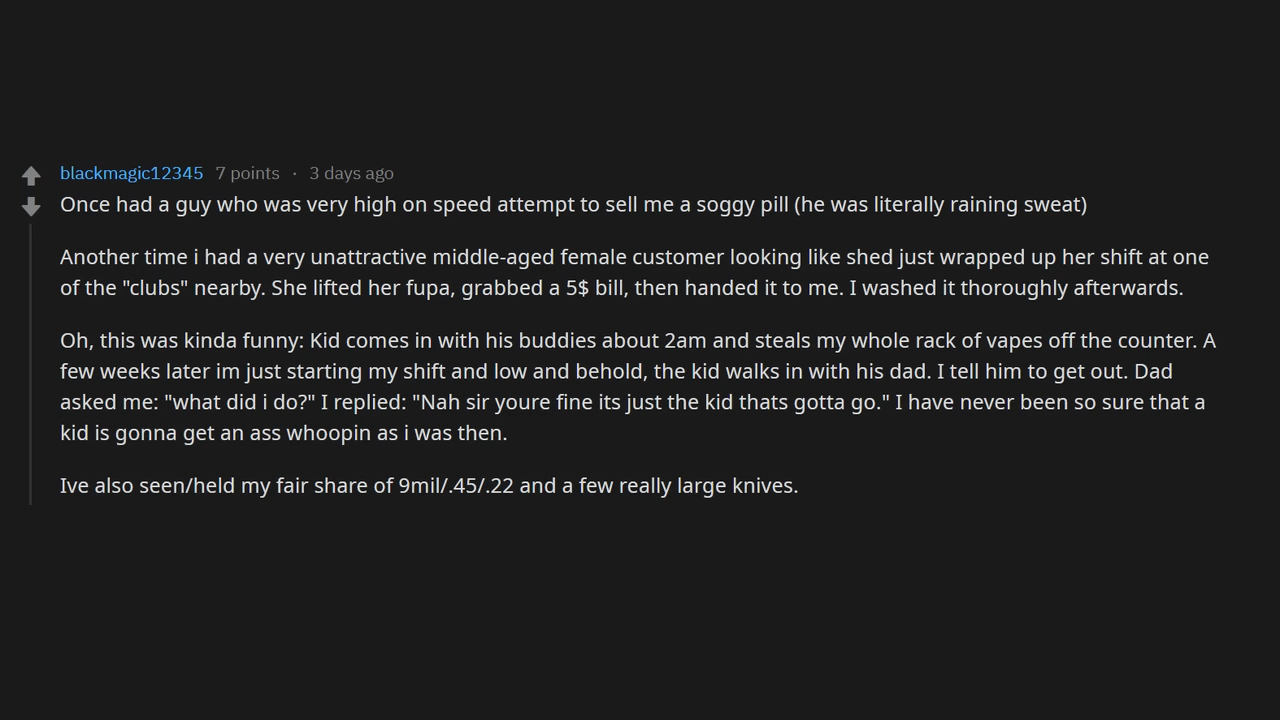 blackmagic12345 7 points · 3 days ago
Once had a guy who was very high on speed attempt to sell me a soggy pill (he was literally raining sweat)
Another time i had a very unattractive middle-aged female customer looking like shed just wrapped up her shift at one
of the "clubs" nearby. She lifted her fupa, grabbed a 5$ bill, then handed it to me. I washed it thoroughly afterwards.
Oh, this was kinda funny: Kid comes in with his buddies about 2am and steals my whole rack of vapes off the counter. A
few weeks later im just starting my shift and low and behold, the kid walks in with his dad. I tell him to get out. Dad
asked me: "what did i do?" I replied: "Nah sir youre fine its just the kid thats gotta go." I have never been so sure that a
kid is gonna get an ass whoopin as i was then.
Ive also seen/held my fair share of 9mil/.45/.22 and a few really large knives.